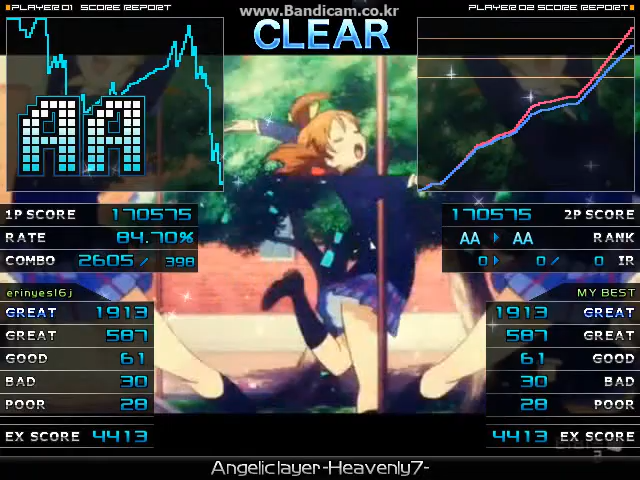 www.Bandicam.co.kr
PLAYER 01 SCORE REPORT
PLAYER 02 SCORE REPORT
CLEAR
AA
1P SCORE 170575
170575 2P SCORE
RATE 84.70%
AA AA RANK
COMBO 2605 / 398
0 0 / 0 IR
erinyes16j
MY BEST
GREAT 1913
1913 GREAT
GREAT 587
587 GREAT
GOOD 61
61 GOOD
BAD 30
30 BAD
POOR 28
28 POOR
EX SCORE 4413
4413 EX SCORE
Angelic layer -Heavenly7-